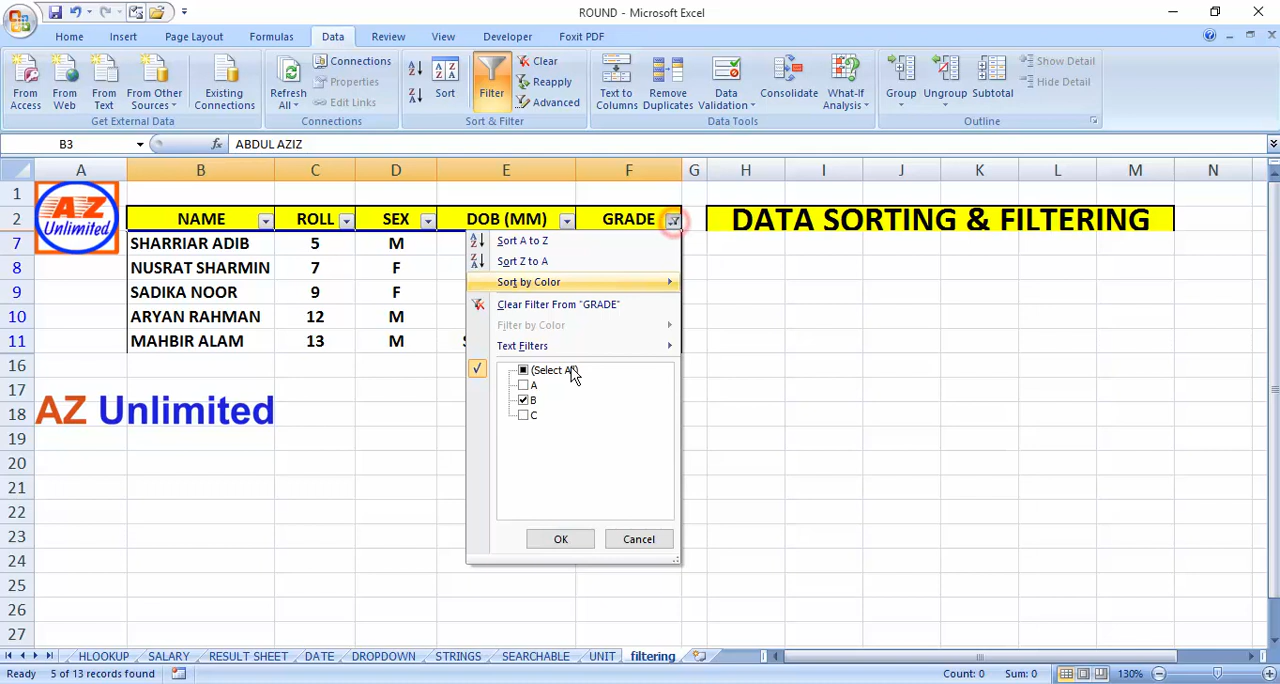 ROUND - Microsoft Excel
Home Insert Page Layout Formulas Data Review View Developer Foxit PDF
From Access
From Web
From Text
From Other Sources
Existing Connections
Get External Data
Refresh All
Connections
Properties
Edit Links
Connections
Sort
Filter
Clear
Reapply
Advanced
Sort & Filter
Text to Columns
Remove Duplicates
Data Validation
Consolidate
What-If Analysis
Data Tools
Group
Ungroup
Subtotal
Show Detail
Hide Detail
Outline
B3 fx ABDUL AZIZ
A B C D E F G H I J K L M N
1
2 NAME ROLL SEX DOB (MM) GRADE DATA SORTING & FILTERING
AZ
Unlimited
7 SHARRIAR ADIB 5 M
8 NUSRAT SHARMIN 7 F
9 SADIKA NOOR 9 F
10 ARYAN RAHMAN 12 M
11 MAHBIR ALAM 13 M
16
17
18 AZ Unlimited
19
20
21
22
23
24
25
26
27
Sort A to Z
Sort Z to A
Sort by Color
Clear Filter From "GRADE"
Filter by Color
Text Filters
(Select All)
A
B
C
OK Cancel
HLOOKUP SALARY RESULT SHEET DATE DROPDOWN STRINGS SEARCHABLE UNIT filtering
Ready 5 of 13 records found Count: 0 Sum: 0 130%